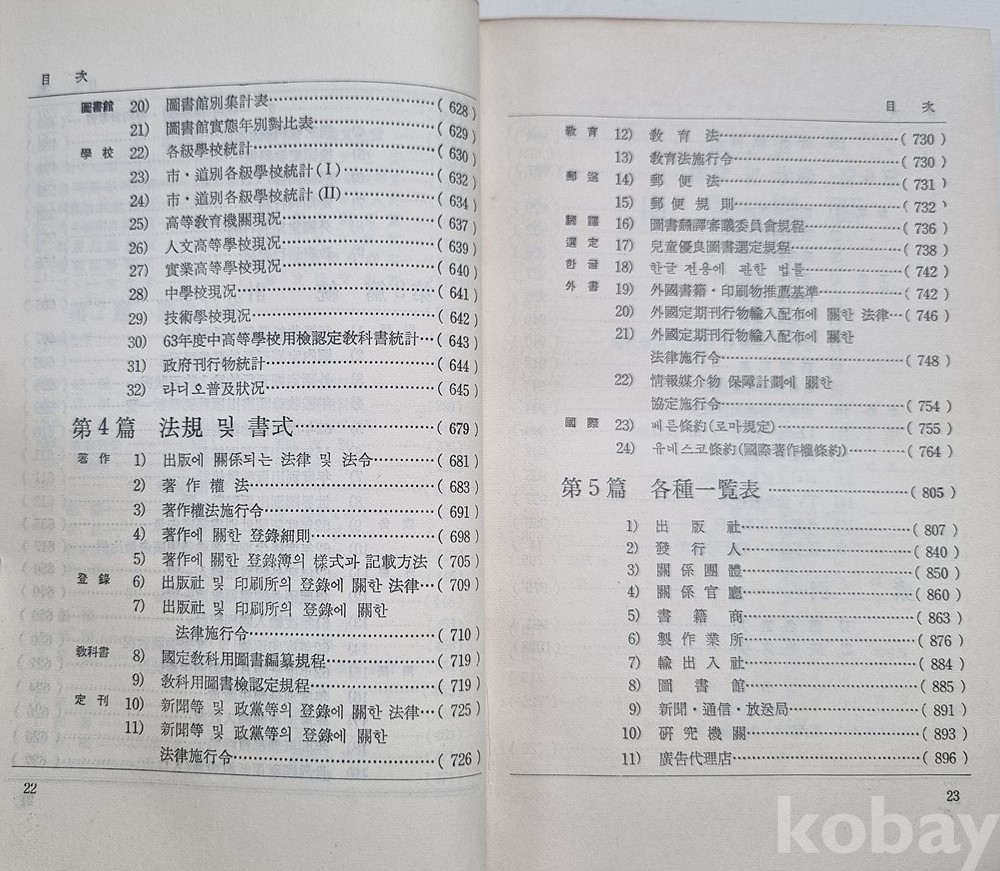 目 次
圖書館 20) 圖書館別集計表……………………( 628 )
21) 圖書館實態年別對比表……………………( 629 )
學校 22) 各級學校統計……………………( 630 )
23) 市·道別各級學校統計(Ⅰ)……………………( 632 )
24) 市·道別各級學校統計(Ⅱ)……………………( 634 )
25) 高等敎育機關現況……………………( 637 )
26) 人文高等學校現況……………………( 639 )
27) 實業高等學校現況……………………( 640 )
28) 中學校現況……………………( 641 )
29) 技術學校現況……………………( 642 )
30) 63年度中高等學校用檢認定敎科書統計…( 643 )
31) 政府刊行物統計……………………( 644 )
32) 라디오普及狀況……………………( 645 )
第4篇 法規 및 書式……………………( 679 )
著作 1) 出版에 關係되는 法律 및 法令……………( 681 )
2) 著作權法……………………( 683 )
3) 著作權法施行令……………………( 691 )
4) 著作에 關한 登錄細則……………………( 698 )
5) 著作에 關한 登錄簿의 樣式과 記載方法 ( 705 )
登錄 6) 出版社 및 印刷所의 登錄에 關한 法律…( 709 )
7) 出版社 및 印刷所의 登錄에 關한
法律施行令……………………( 710 )
敎科書 8) 國定敎科用圖書編纂規程……………………( 719 )
9) 敎科用圖書檢認定規程……………………( 719 )
定刊 10) 新聞等 및 政黨等의 登錄에 關한 法律…( 725 )
11) 新聞等 및 政黨等의 登錄에 關한
法律施行令……………………( 726 )
22
目 次
敎育 12) 敎育法……………………( 730 )
13) 敎育法施行令……………………( 730 )
郵遞 14) 郵便法……………………( 731 )
15) 郵便規則……………………( 732 )
飜譯 16) 圖書飜譯審議委員會規程……………………( 736 )
選定 17) 兒童優良圖書選定規程……………………( 738 )
한글 18) 한글 전용에 관한 법률……………………( 742 )
外書 19) 外國書籍·印刷物推薦基準……………………( 742 )
20) 外國定期刊行物輸入配布에 關한 法律…( 746 )
21) 外國定期刊行物輸入配布에 關한
法律施行令……………………( 748 )
22) 情報媒介物 保障計劃에 關한
協定施行令……………………( 754 )
國際 23) 베른條約(로마規定)……………………( 755 )
24) 유네스코條約(國際著作權條約)……………( 764 )
第5篇 各種一覽表……………………( 805 )
1) 出版社……………………( 807 )
2) 發行人……………………( 840 )
3) 關係團體……………………( 850 )
4) 關係官廳……………………( 860 )
5) 書籍商……………………( 863 )
6) 製作業所……………………( 876 )
7) 輸出入社……………………( 884 )
8) 圖書館……………………( 885 )
9) 新聞·通信·放送局……………………( 891 )
10) 硏究機關……………………( 893 )
11) 廣告代理店……………………( 896 )
23
kobay